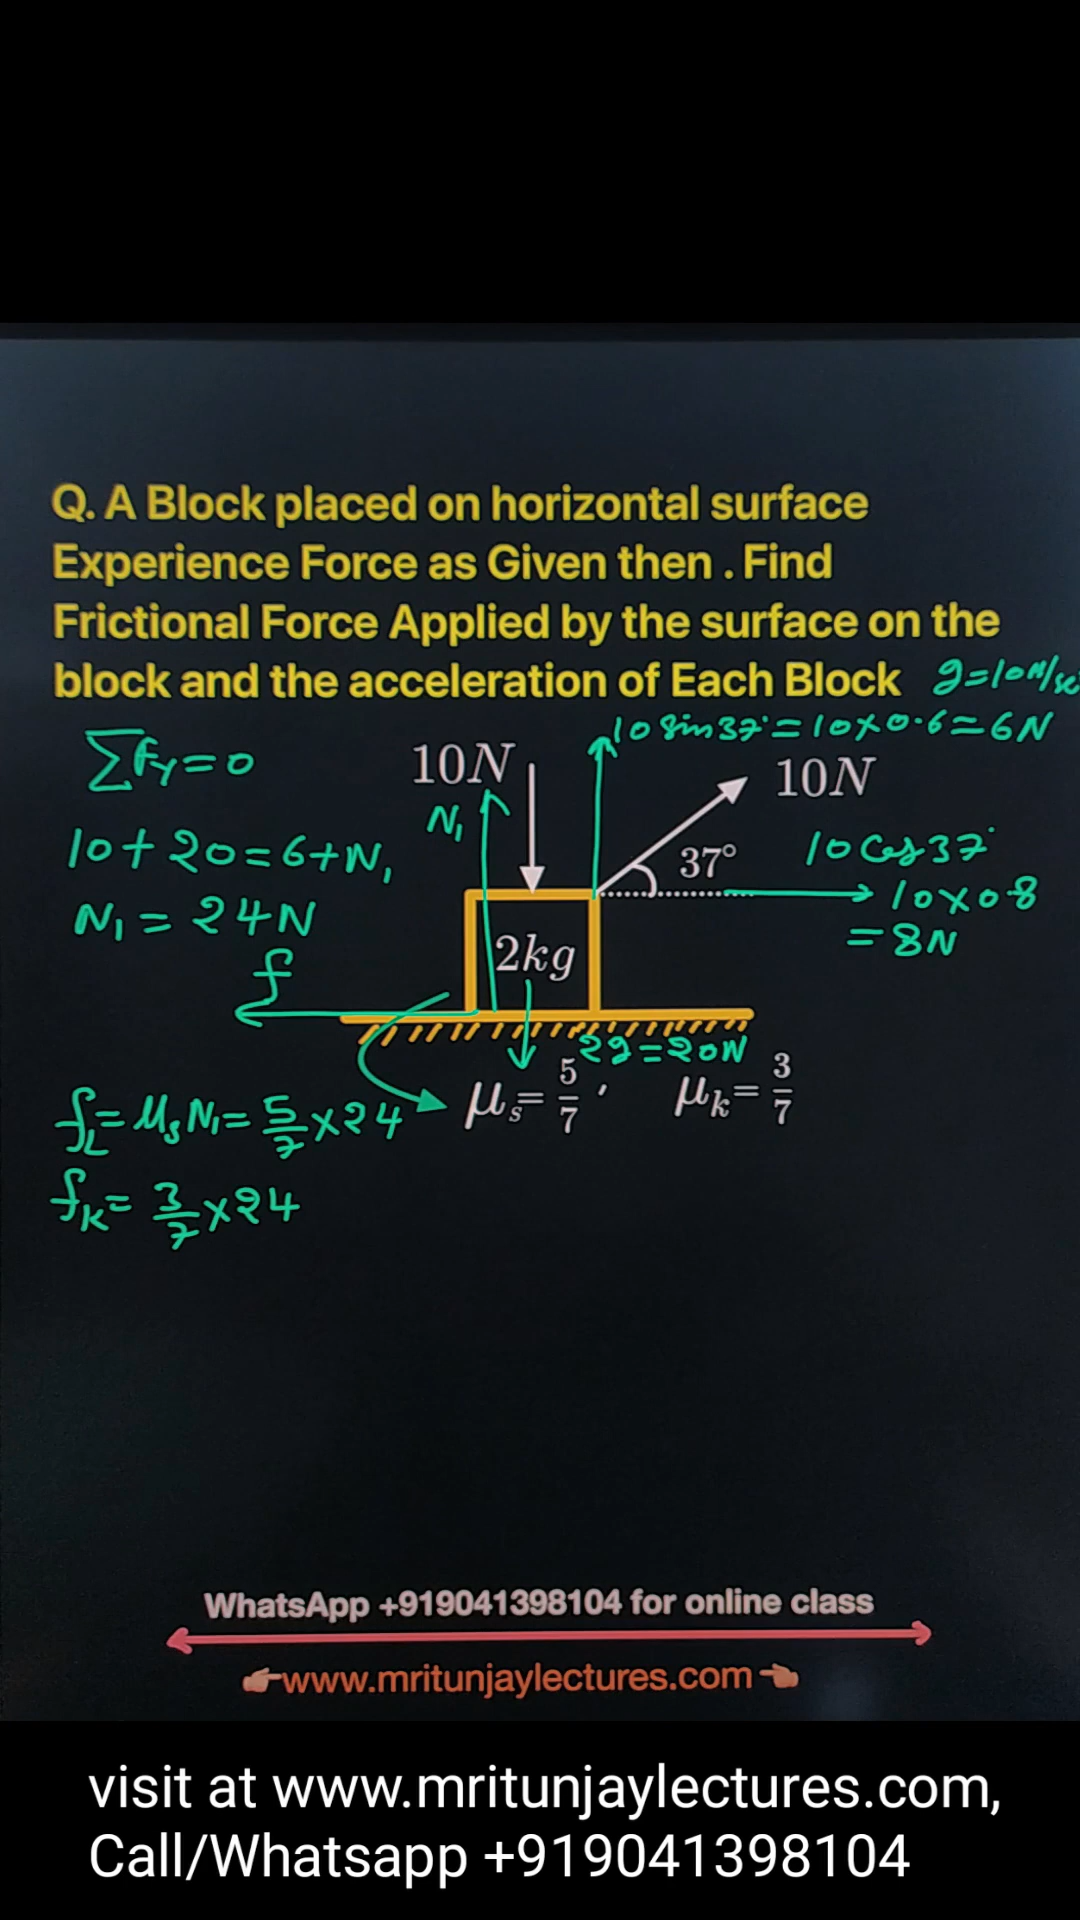 Q. A Block placed on horizontal surface
Experience Force as Given then . Find
Frictional Force Applied by the surface on the
block and the acceleration of Each Block g=10m/sec
ΣFy=0
10N
10 Sin37°=10×0.6=6N
10N
N₁
10+20=6+N₁
37°
10 Cos37°
10×0.8
=8N
N₁=24N
2kg
f
2g=20N
fL=μsN₁=5/7×24
μs=5/7, μk=3/7
fk=3/7×24
WhatsApp +919041398104 for online class
👉www.mritunjaylectures.com👈
visit at www.mritunjaylectures.com,
Call/Whatsapp +919041398104